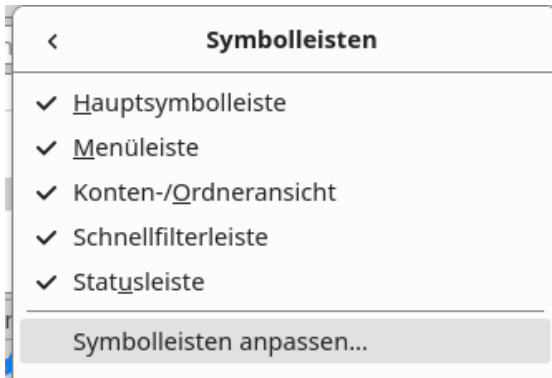 Symbolleisten
Hauptsymbolleiste
Menüleiste
Konten-/Ordneransicht
Schnellfilterleiste
Statusleiste
Symbolleisten anpassen...